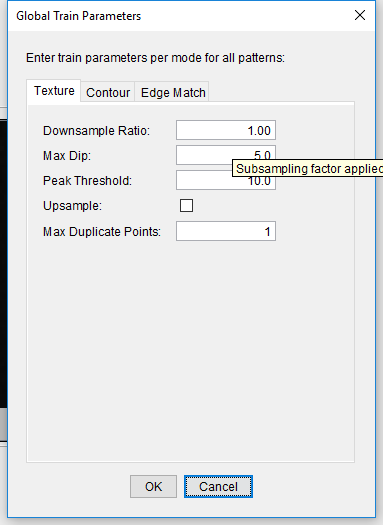 Global Train Parameters
Enter train parameters per mode for all patterns:
Texture Contour Edge Match
Downsample Ratio: 1.00
Max Dip: 5.0
Subsampling factor applied
Peak Threshold: 10.0
Upsample:
Max Duplicate Points: 1
OK Cancel